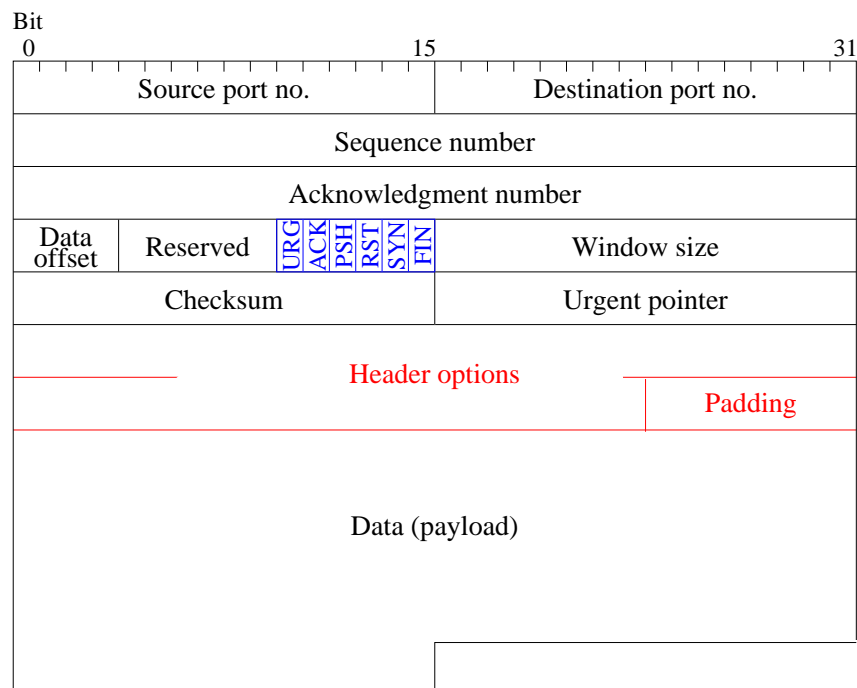 Bit
0 15 31
Source port no. Destination port no.
Sequence number
Acknowledgment number
Data offset Reserved URG ACK PSH RST SYN FIN Window size
Checksum Urgent pointer
Header options
Padding
Data (payload)